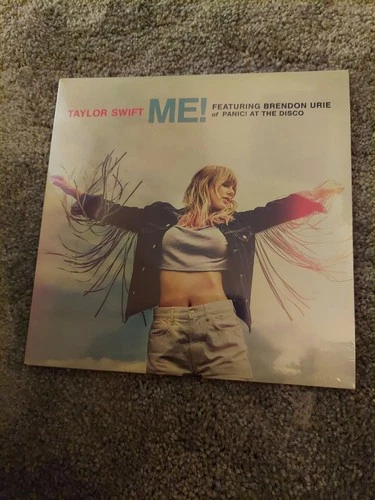 TAYLOR SWIFT ME! FEATURING BRENDON URIE
of PANIC! AT THE DISCO